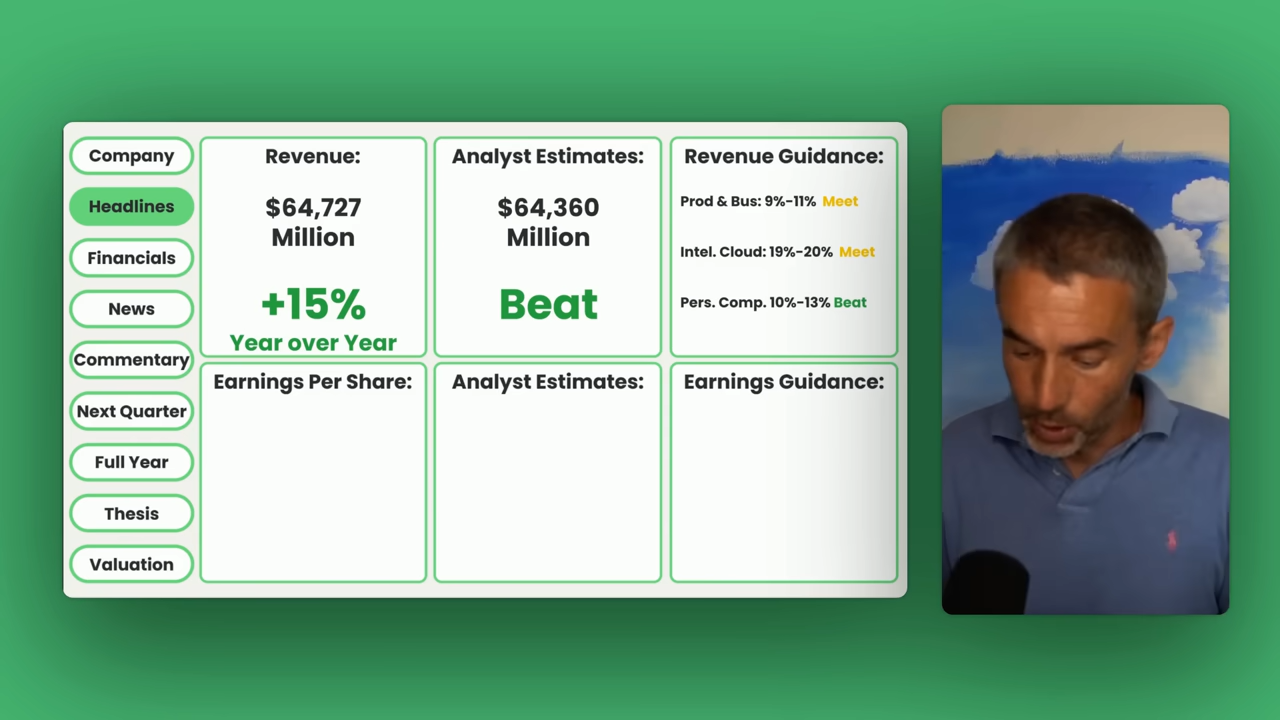 Company
Headlines
Financials
News
Commentary
Next Quarter
Full Year
Thesis
Valuation
Revenue:
$64,727
Million
+15%
Year over Year
Analyst Estimates:
$64,360
Million
Beat
Revenue Guidance:
Prod & Bus: 9%-11% Meet
Intel. Cloud: 19%-20% Meet
Pers. Comp. 10%-13% Beat
Earnings Per Share:
Analyst Estimates:
Earnings Guidance: